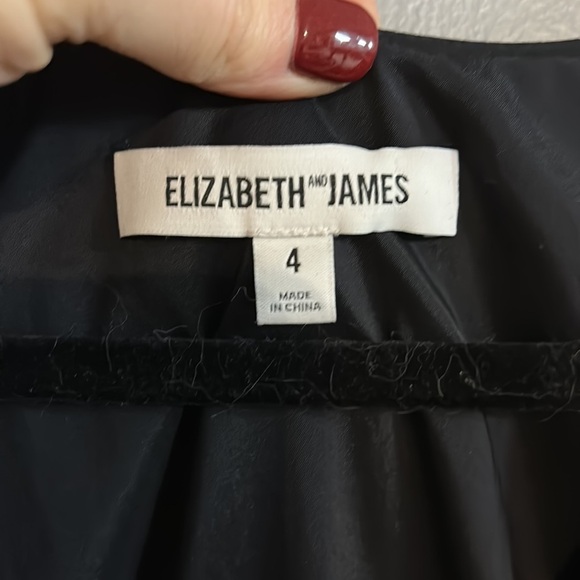 ELIZABETH AND JAMES
4
MADE
IN CHINA